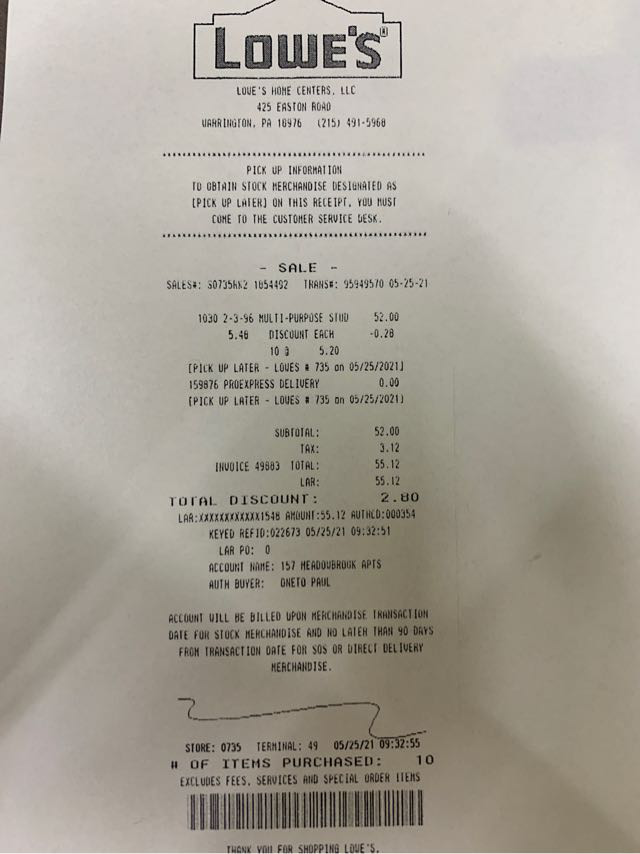 LOWE'S®
LOWE'S HOME CENTERS, LLC
425 EASTON ROAD
WARRINGTON, PA 18976 (215) 491-5960
PICK UP INFORMATION
TO OBTAIN STOCK MERCHANDISE DESIGNATED AS
[PICK UP LATER] ON THIS RECEIPT, YOU MUST
COME TO THE CUSTOMER SERVICE DESK.
- SALE -
SALES#: S0735HK2 1854492 TRANS#: 95949570 05-25-21
1030 2-3-96 MULTI-PURPOSE STUD 52.00
5.48 DISCOUNT EACH -0.28
10 @ 5.20
[PICK UP LATER - LOWES # 735 on 05/25/2021]
159876 PROEXPRESS DELIVERY 0.00
[PICK UP LATER - LOWES # 735 on 05/25/2021]
SUBTOTAL: 52.00
TAX: 3.12
INVOICE 49883 TOTAL: 55.12
LAR: 55.12
TOTAL DISCOUNT: 2.80
LAR:XXXXXXXXXXXX1548 AMOUNT:55.12 AUTHCD:000354
KEYED REFID:022673 05/25/21 09:32:51
LAR PO: 0
ACCOUNT NAME: 157 MEADOWBROOK APTS
AUTH BUYER: ONETO PAUL
ACCOUNT WILL BE BILLED UPON MERCHANDISE TRANSACTION
DATE FOR STOCK MERCHANDISE AND NO LATER THAN 90 DAYS
FROM TRANSACTION DATE FOR SOS OR DIRECT DELIVERY
MERCHANDISE.
STORE: 0735 TERMINAL: 49 05/25/21 09:32:55
# OF ITEMS PURCHASED: 10
EXCLUDES FEES, SERVICES AND SPECIAL ORDER ITEMS
THANK YOU FOR SHOPPING LOWE'S.